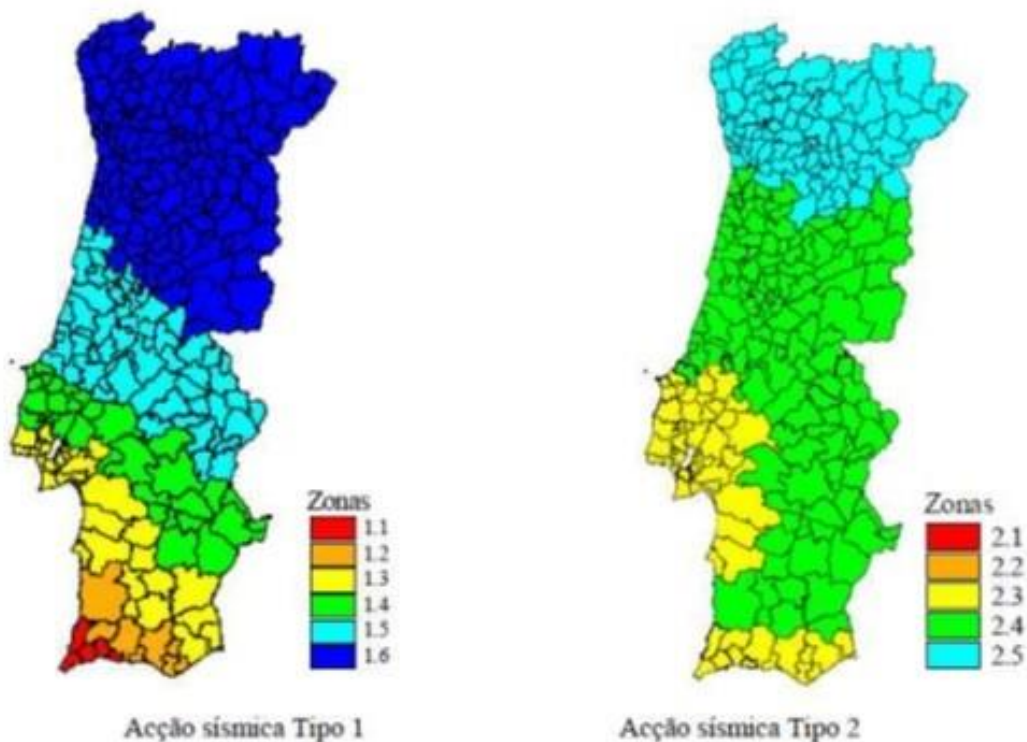 Zonas
1.1
1.2
1.3
1.4
1.5
1.6
Zonas
2.1
2.2
2.3
2.4
2.5
Acção sísmica Tipo 1
Acção sísmica Tipo 2